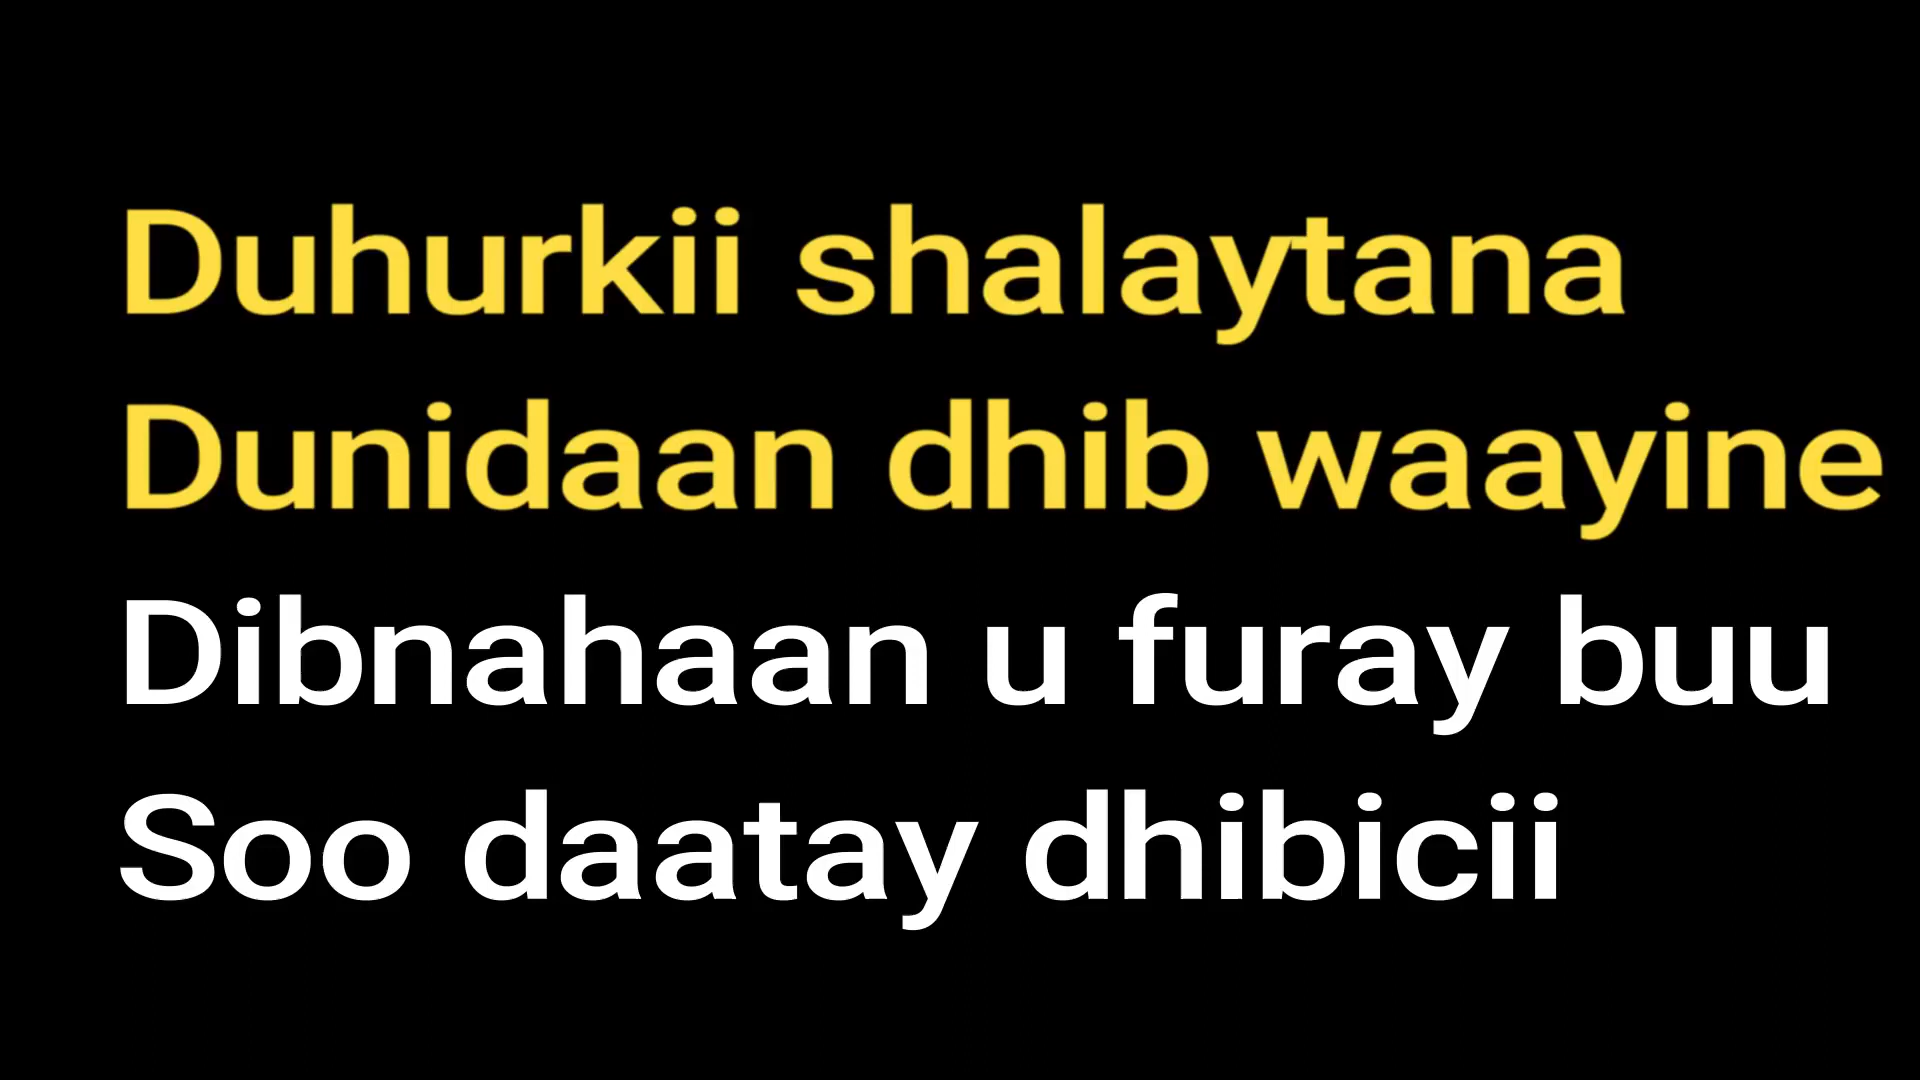 Duhurkii shalaytana
Dunidaan dhib waayine
Dibnahaan u furay buu
Soo daatay dhibicii